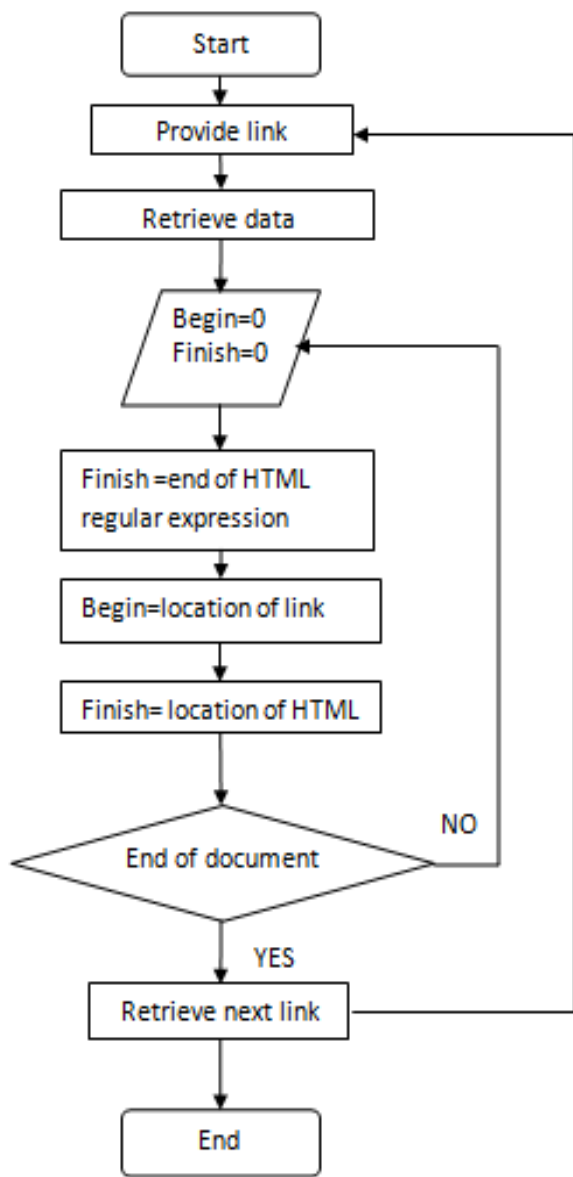 Start
Provide link
Retrieve data
Begin=0
Finish=0
Finish =end of HTML
regular expression
Begin=location of link
Finish= location of HTML
NO
End of document
YES
Retrieve next link
End